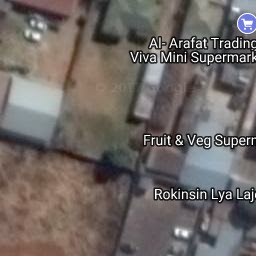 Al- Arafat Trading
Viva Mini Supermark
Fruit & Veg Superm
Rokinsin Lya Laj